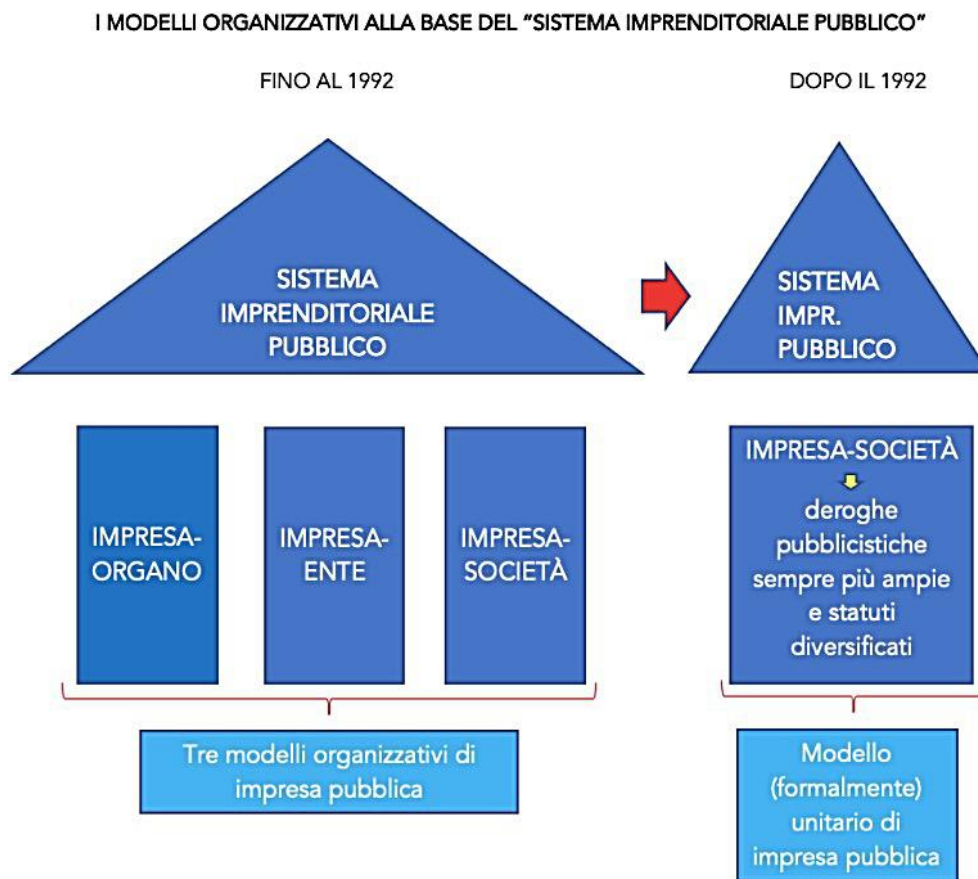 I MODELLI ORGANIZZATIVI ALLA BASE DEL “SISTEMA IMPRENDITORIALE PUBBLICO”
FINO AL 1992
DOPO IL 1992
SISTEMA
IMPRENDITORIALE
PUBBLICO
SISTEMA
IMPR.
PUBBLICO
IMPRESA-
ORGANO
IMPRESA-
ENTE
IMPRESA-
SOCIETÀ
IMPRESA-SOCIETÀ
deroghe
pubblicistiche
sempre più ampie
e statuti
diversificati
Tre modelli organizzativi di
impresa pubblica
Modello
(formalmente)
unitario di
impresa pubblica